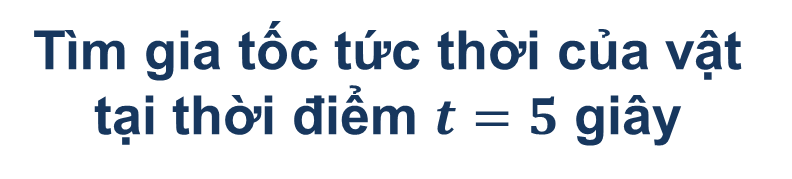 Tìm gia tốc tức thời của vật
tại thời điểm t = 5 giây